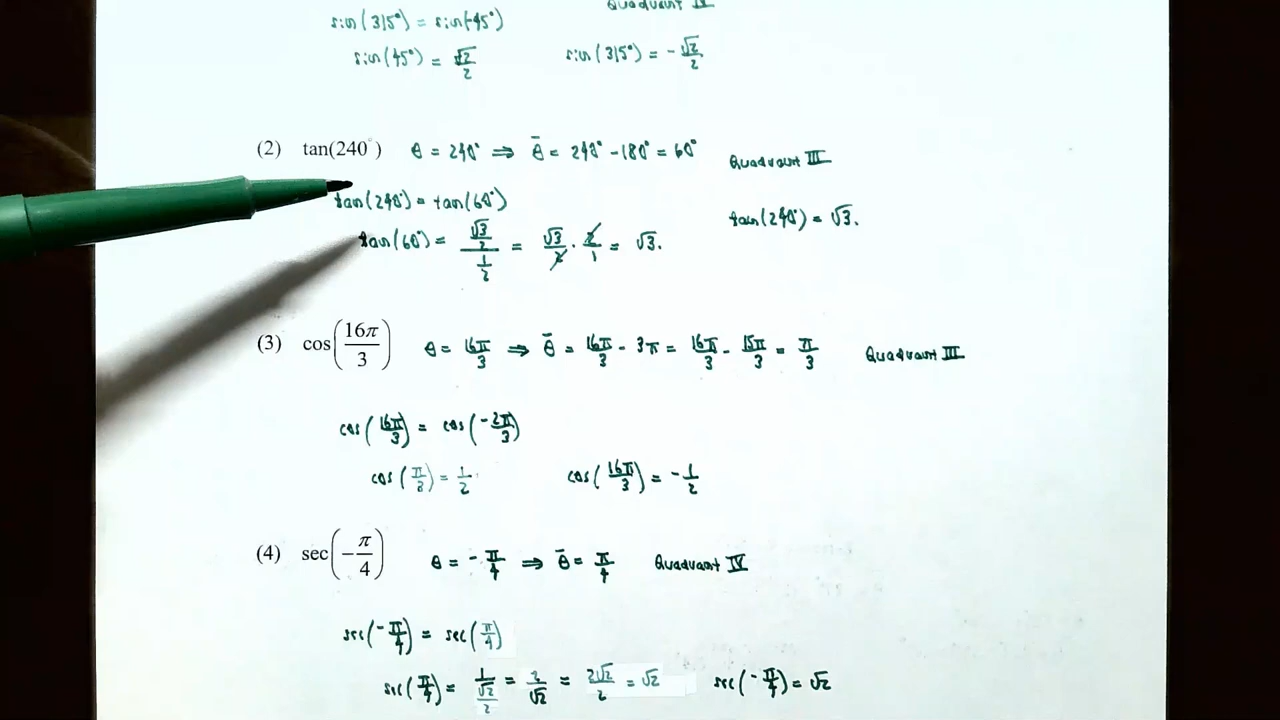 Quadrant IV
sin(315°) = sin(-45°)
sin(45°) = √2/2 sin(315°) = -√2/2
(2) tan(240°) θ = 240° ⇒ θ̄ = 240° - 180° = 60° Quadrant III
tan(240°) = tan(60°) tan(240°) = √3.
tan(60°) = (√3/2)/(1/2) = √3/2 · 2/1 = √3.
(3) cos(16π/3) θ = 16π/3 ⇒ θ̄ = 16π/3 - 3π = 16π/3 - 15π/3 = π/3 Quadrant III
cos(16π/3) = cos(-2π/3)
cos(π/3) = 1/2 cos(16π/3) = -1/2
(4) sec(-π/4) θ = -π/4 ⇒ θ̄ = π/4 Quadrant IV
sec(-π/4) = sec(π/4)
sec(π/4) = 1/(√2/2) = 2/√2 = 2√2/2 = √2 sec(-π/4) = √2